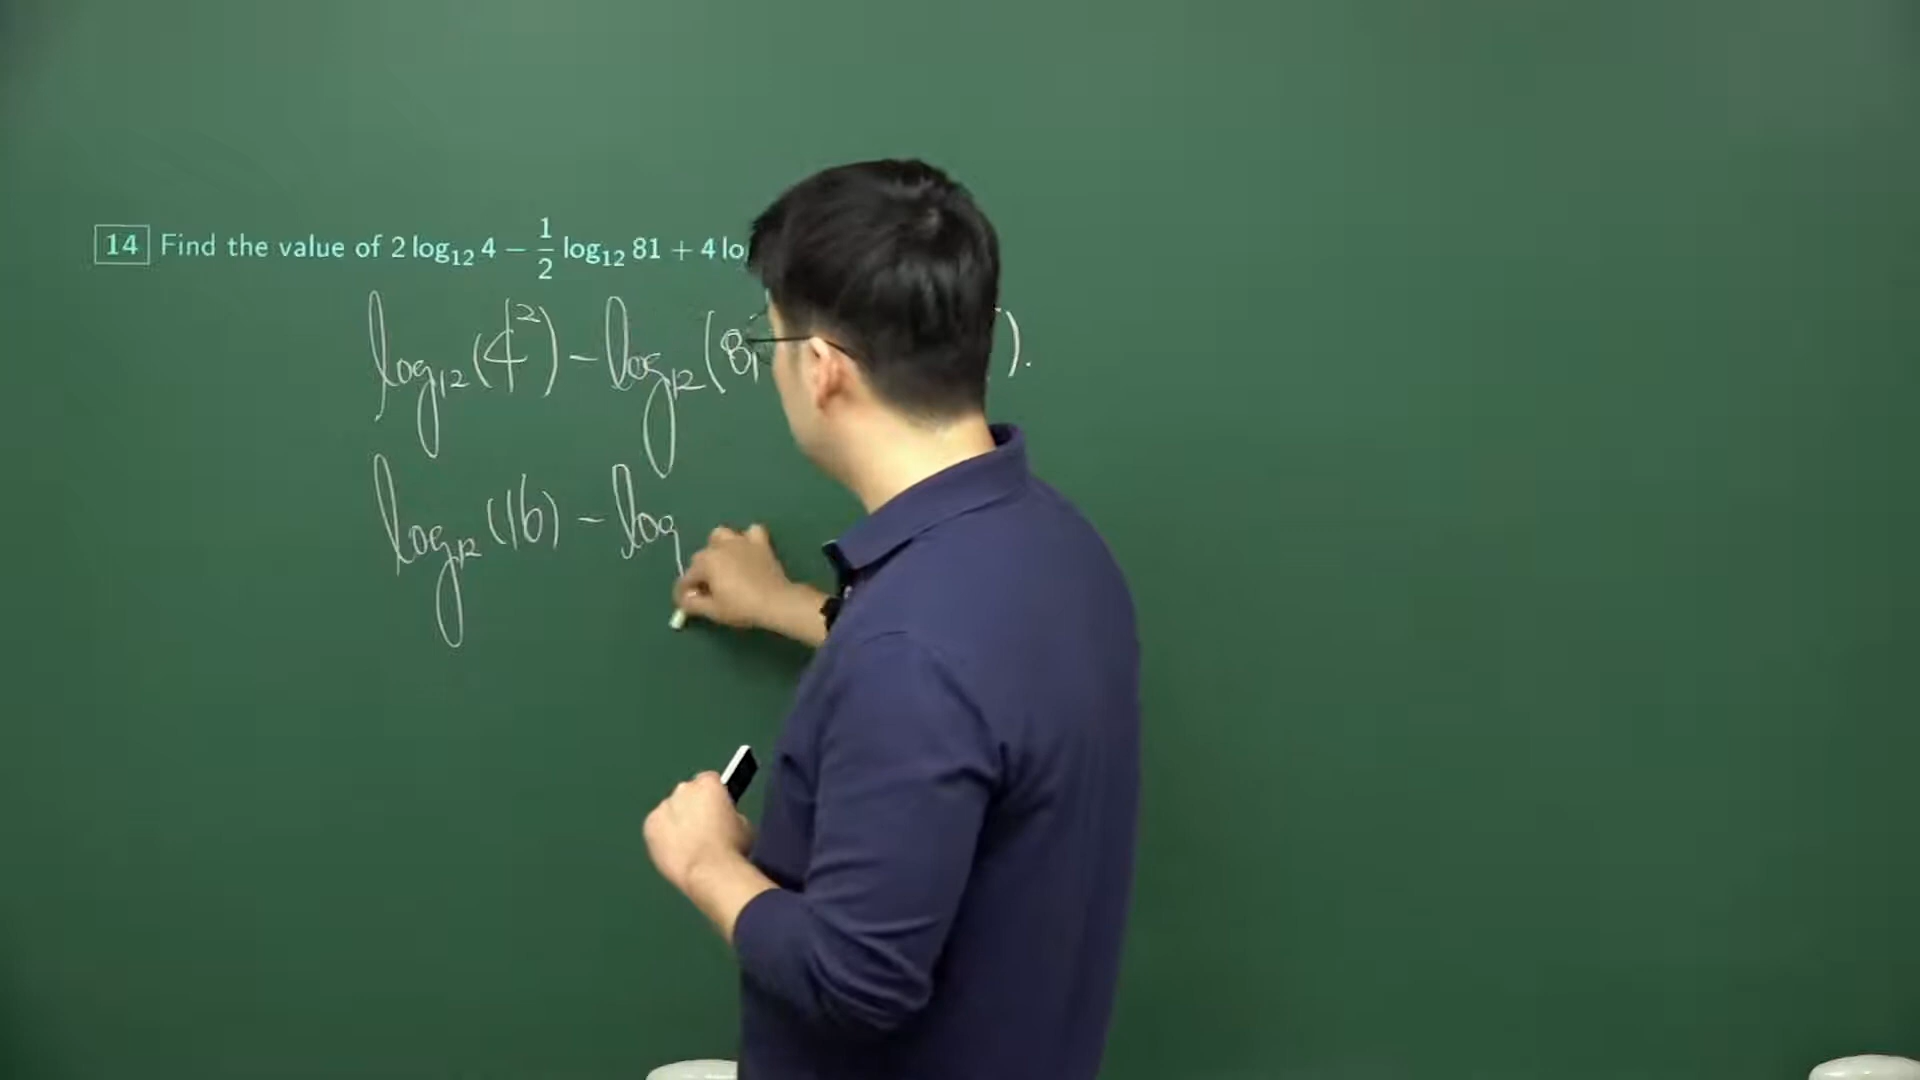 14 Find the value of 2 log₁₂ 4 − 1/2 log₁₂ 81 + 4 lo
log₁₂(4²) − log₁₂(81 ).
log₁₂(16) − log